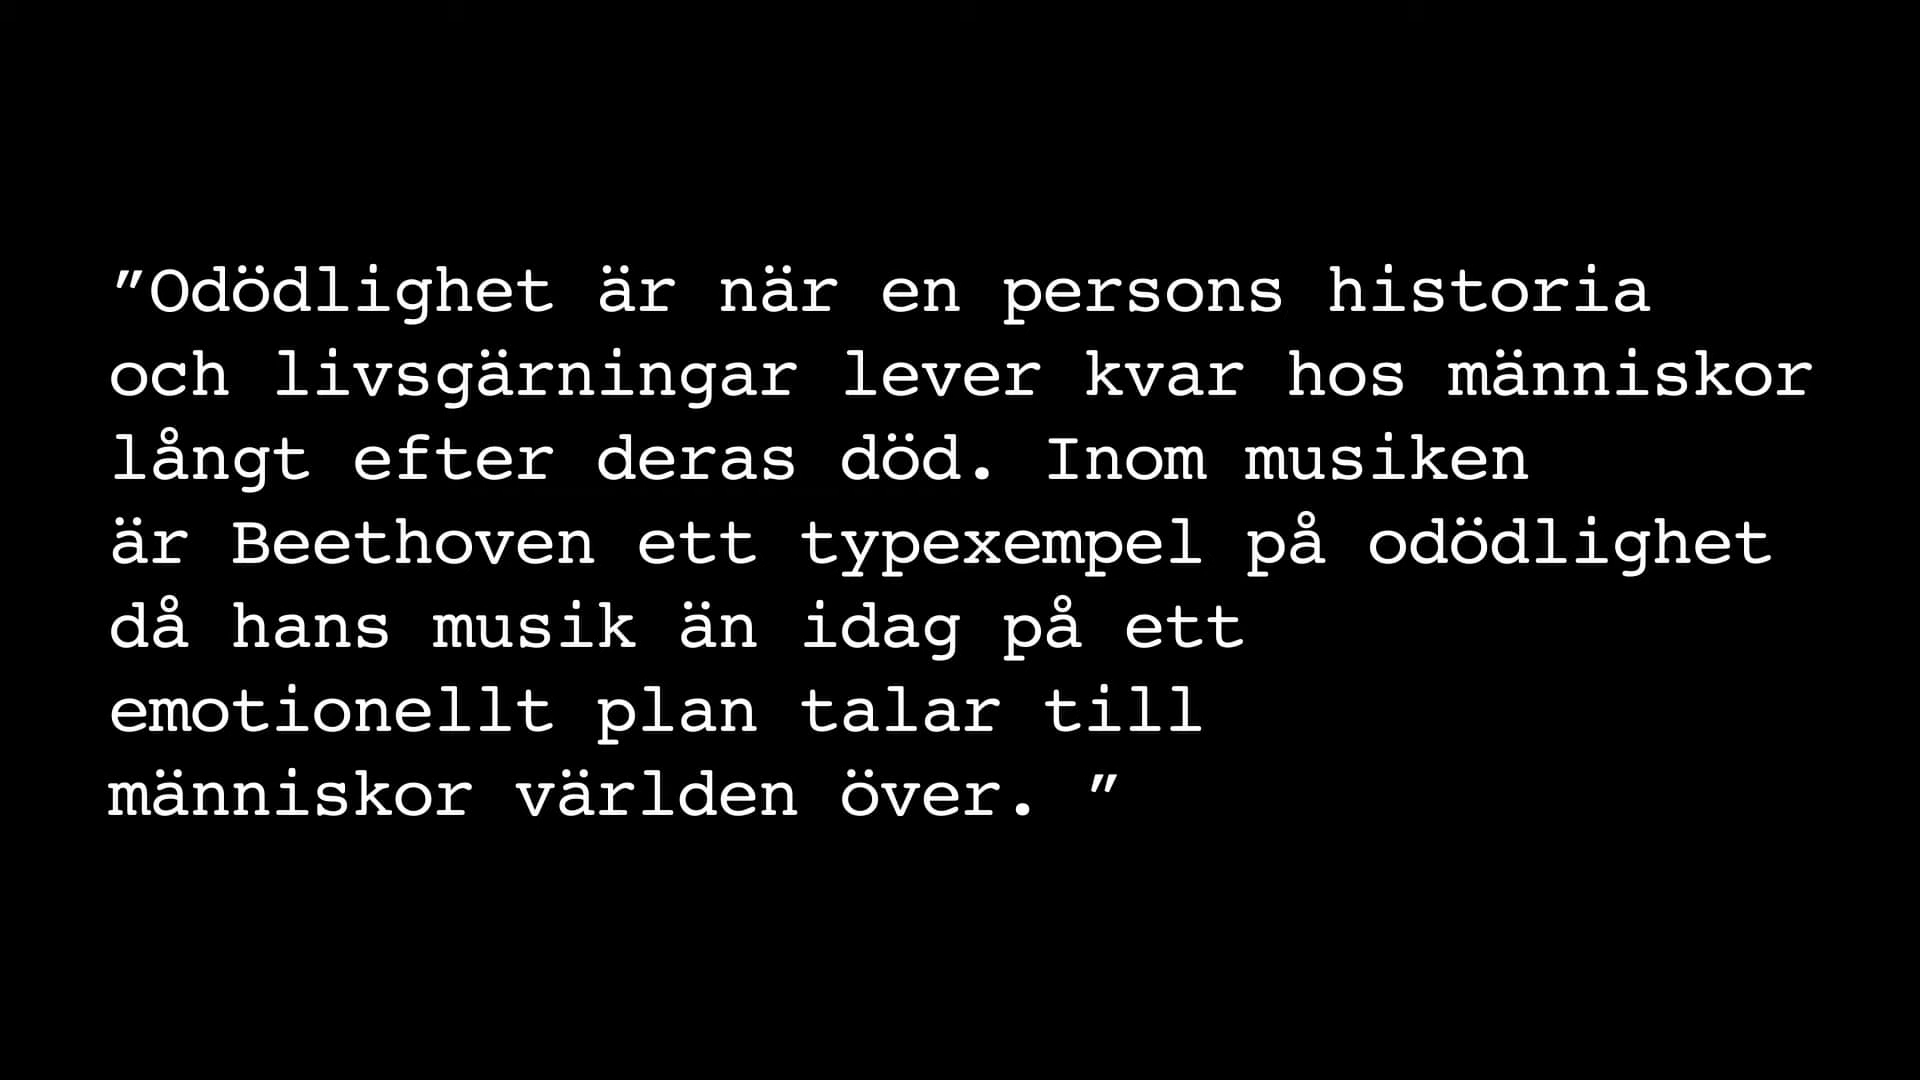 ”Odödlighet är när en persons historia
och livsgärningar lever kvar hos människor
långt efter deras död. Inom musiken
är Beethoven ett typexempel på odödlighet
då hans musik än idag på ett
emotionellt plan talar till
människor världen över. ”